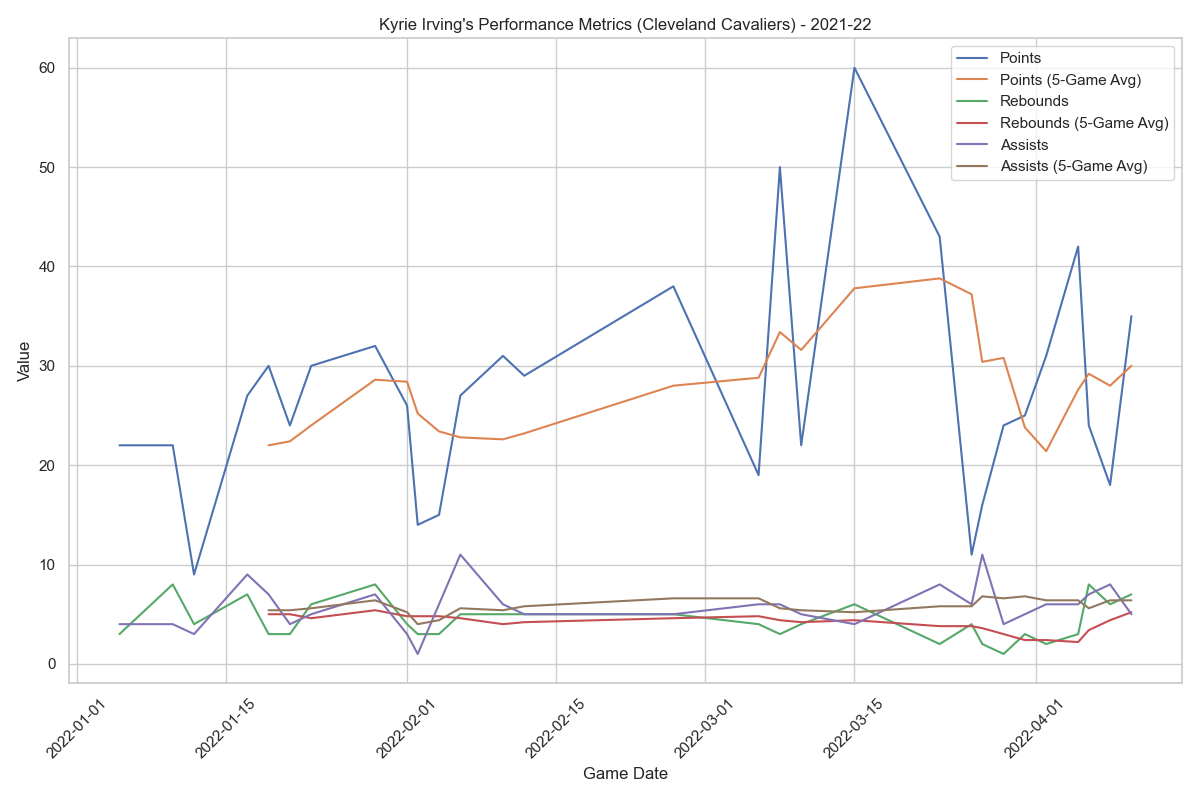 Kyrie Irving's Performance Metrics (Cleveland Cavaliers) - 2021-22
Points
Points (5-Game Avg)
Rebounds
Rebounds (5-Game Avg)
Assists
Assists (5-Game Avg)
60
50
40
30
20
10
0
Value
2022-01-01
2022-01-15
2022-02-01
2022-02-15
2022-03-01
2022-03-15
2022-04-01
Game Date